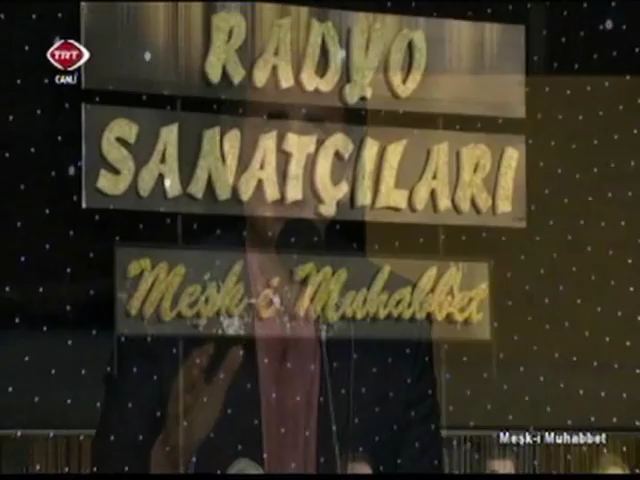 RADYO
TRT
CANLI
SANATÇILARI
Meşk-i Muhabbet
Meşk-i Muhabbet